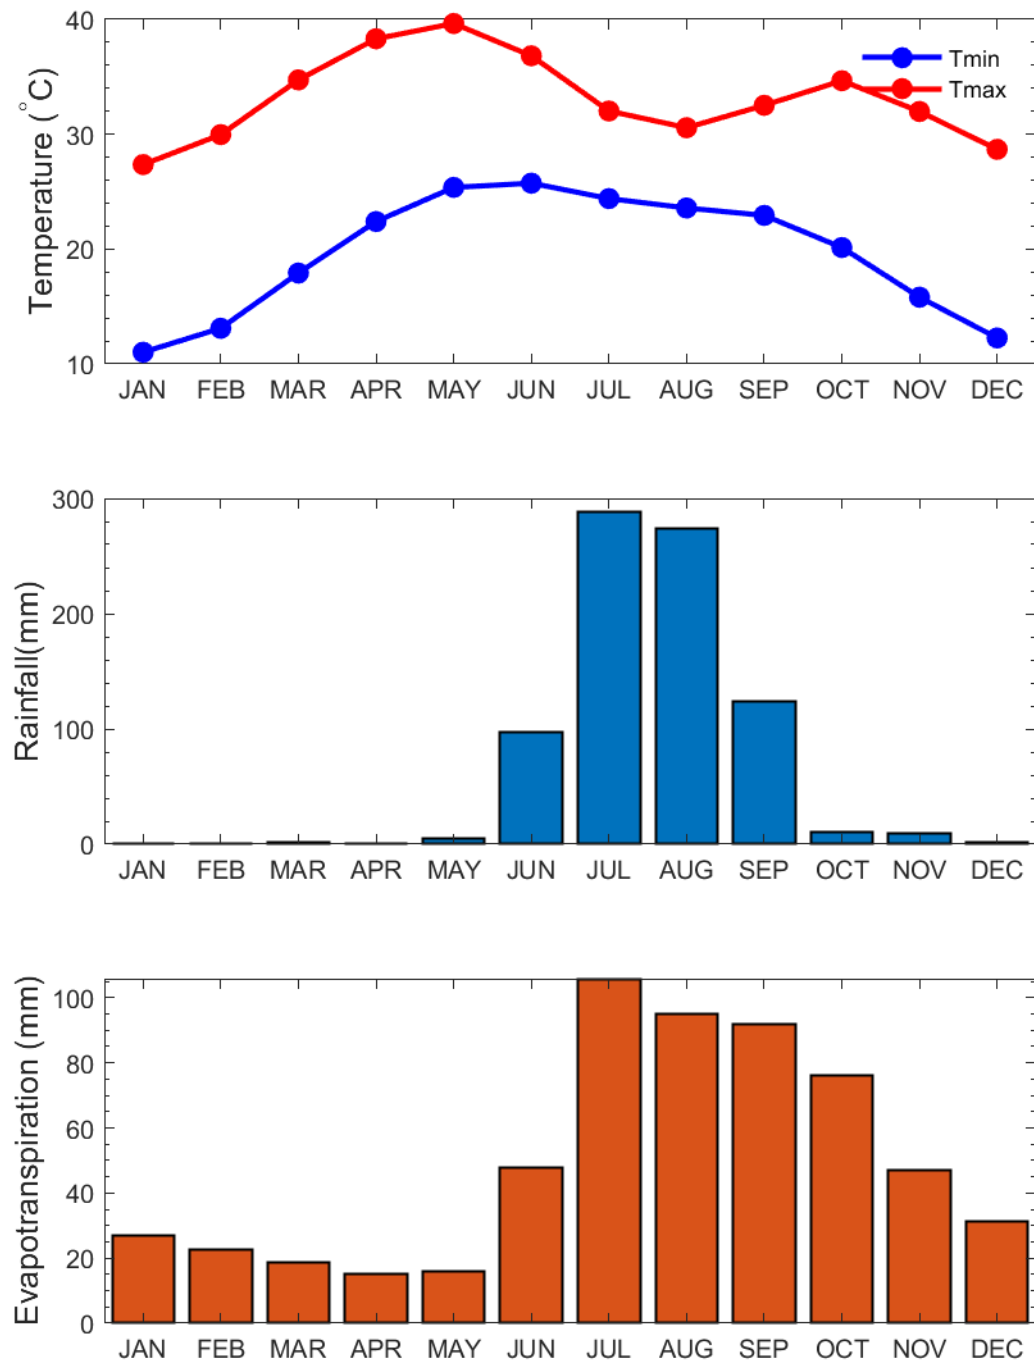 Temperature (°C)
40
30
20
10
Tmin
Tmax
JAN FEB MAR APR MAY JUN JUL AUG SEP OCT NOV DEC
Rainfall(mm)
300
200
100
0
JAN FEB MAR APR MAY JUN JUL AUG SEP OCT NOV DEC
Evapotranspiration (mm)
100
80
60
40
20
0
JAN FEB MAR APR MAY JUN JUL AUG SEP OCT NOV DEC